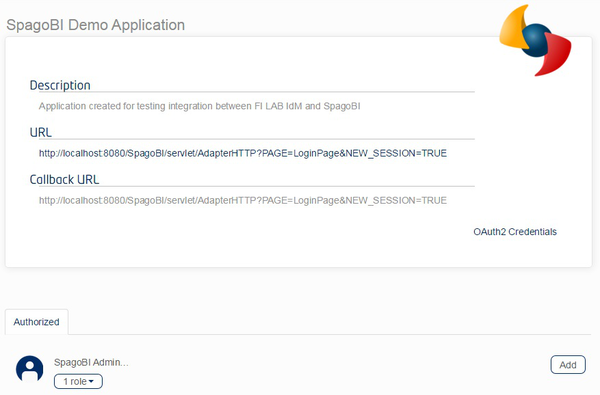 SpagoBI Demo Application
Description
Application created for testing integration between FI LAB IdM and SpagoBI
URL
http://localhost:8080/SpagoBI/servlet/AdapterHTTP?PAGE=LoginPage&NEW_SESSION=TRUE
Callback URL
http://localhost:8080/SpagoBI/servlet/AdapterHTTP?PAGE=LoginPage&NEW_SESSION=TRUE
OAuth2 Credentials
Authorized
SpagoBI Admin...
Add
1 role